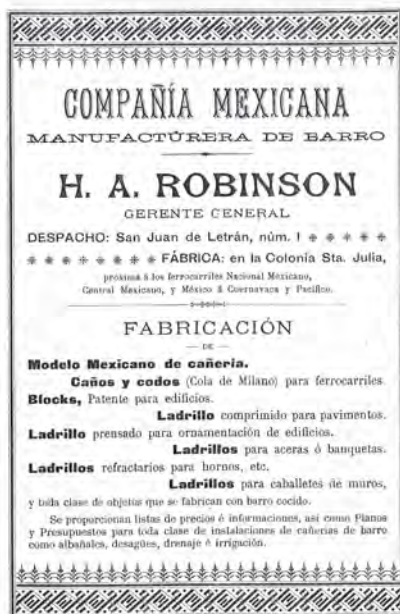 COMPAÑÍA MEXICANA
MANUFACTURERA DE BARRO
H. A. ROBINSON
GERENTE GENERAL
DESPACHO: San Juan de Letrán, núm. 1
FÁBRICA: en la Colonia Sta. Julia,
próxima á los ferrocarriles Nacional Mexicano,
Central Mexicano, y México á Cuernavaca y Pacífico.
FABRICACIÓN
— DE —
Modelo Mexicano de cañería.
Caños y codos (Cola de Milano) para ferrocarriles.
Blocks, Patente para edificios.
Ladrillo comprimido para pavimentos.
Ladrillo prensado para ornamentación de edificios.
Ladrillos para aceras ó banquetas.
Ladrillos refractarios para hornos, etc.
Ladrillos para caballetes de muros,
y toda clase de objetos que se fabrican con barro cocido.
Se proporcionan listas de precios é informaciones, así como Planos
y Presupuestos para toda clase de instalaciones de cañerías de barro
como albañales, desagües, drenaje é irrigación.